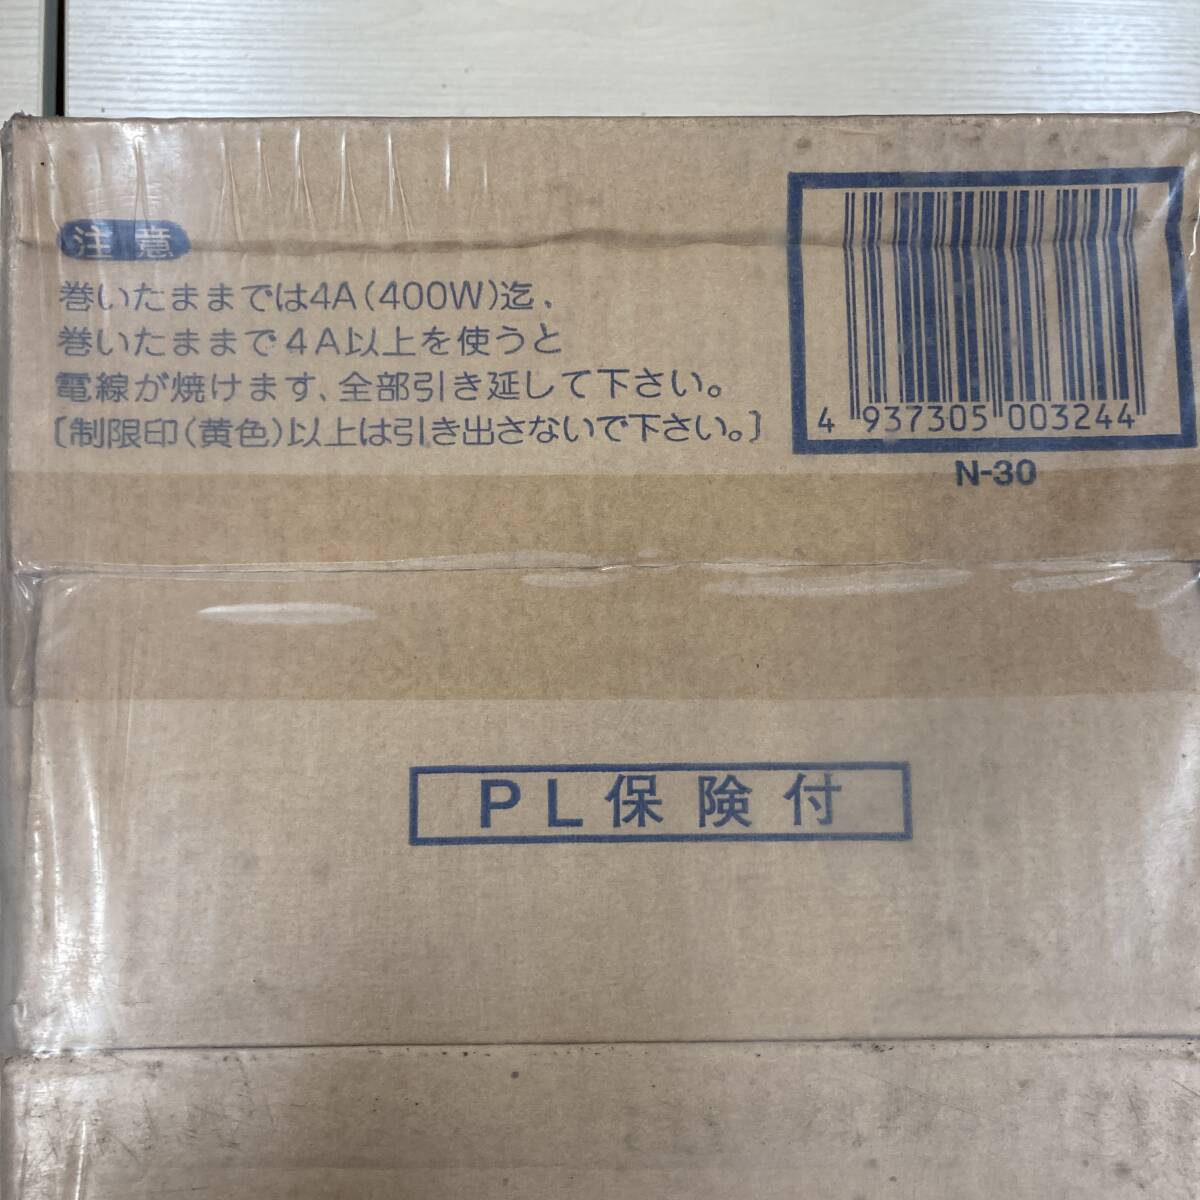 注意
巻いたままでは4A(400W)迄、
巻いたままで4A以上を使うと
電線が焼けます、全部引き延して下さい。
〔制限印(黄色)以上は引き出さないで下さい。〕
4 937305 003244
N-30
PL保険付